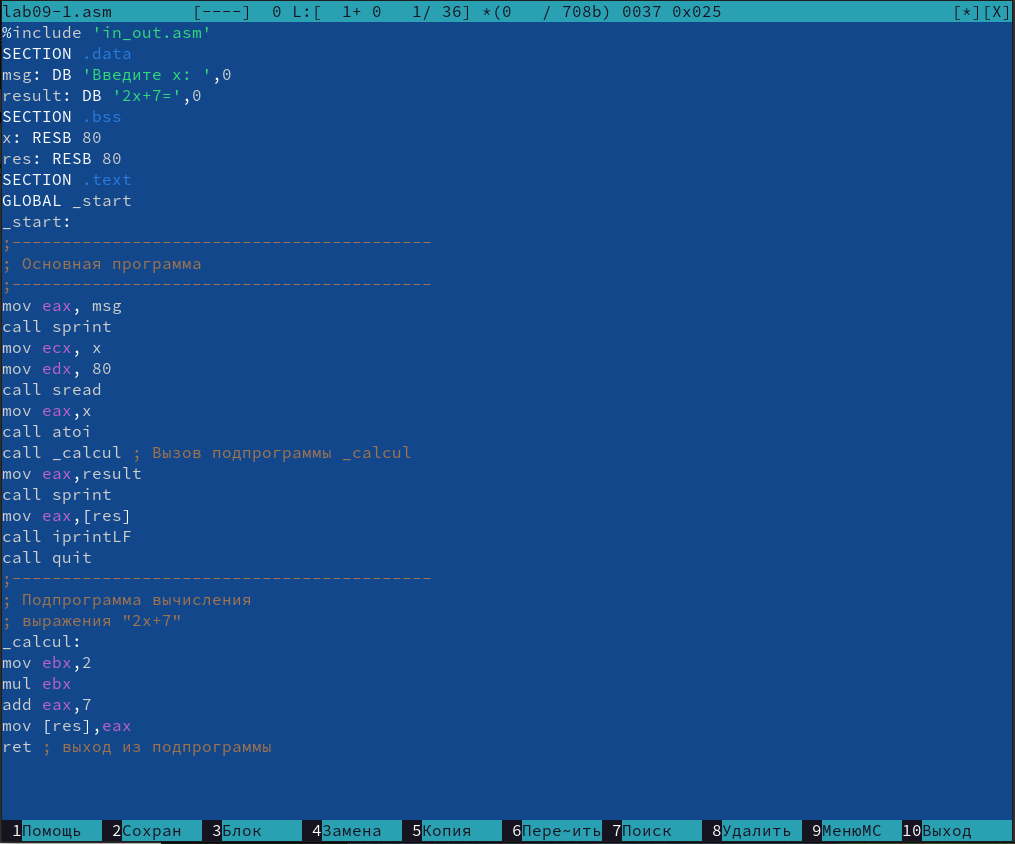 lab09-1.asm [----] 0 L:[ 1+ 0 1/ 36] *(0 / 708b) 0037 0x025 [*][X]
%include 'in_out.asm'
SECTION .data
msg: DB 'Введите x: ',0
result: DB '2x+7=',0
SECTION .bss
x: RESB 80
res: RESB 80
SECTION .text
GLOBAL _start
_start:
;------------------------------------------
; Основная программа
;------------------------------------------
mov eax, msg
call sprint
mov ecx, x
mov edx, 80
call sread
mov eax,x
call atoi
call _calcul ; Вызов подпрограммы _calcul
mov eax,result
call sprint
mov eax,[res]
call iprintLF
call quit
;------------------------------------------
; Подпрограмма вычисления
; выражения "2x+7"
_calcul:
mov ebx,2
mul ebx
add eax,7
mov [res],eax
ret ; выход из подпрограммы
1Помощь 2Сохран 3Блок 4Замена 5Копия 6Пере~ить 7Поиск 8Удалить 9МенюMC 10Выход